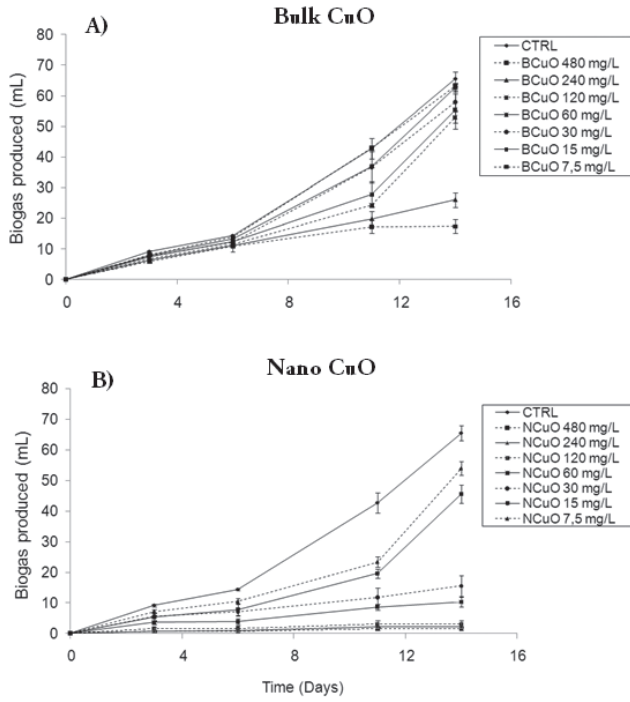 Bulk CuO
A)
80
70
60
50
40
30
20
10
0
Biogas produced (mL)
0 4 8 12 16
CTRL
BCuO 480 mg/L
BCuO 240 mg/L
BCuO 120 mg/L
BCuO 60 mg/L
BCuO 30 mg/L
BCuO 15 mg/L
BCuO 7,5 mg/L
Nano CuO
B)
80
70
60
50
40
30
20
10
0
Biogas produced (mL)
0 4 8 12 16
Time (Days)
CTRL
NCuO 480 mg/L
NCuO 240 mg/L
NCuO 120 mg/L
NCuO 60 mg/L
NCuO 30 mg/L
NCuO 15 mg/L
NCuO 7,5 mg/L